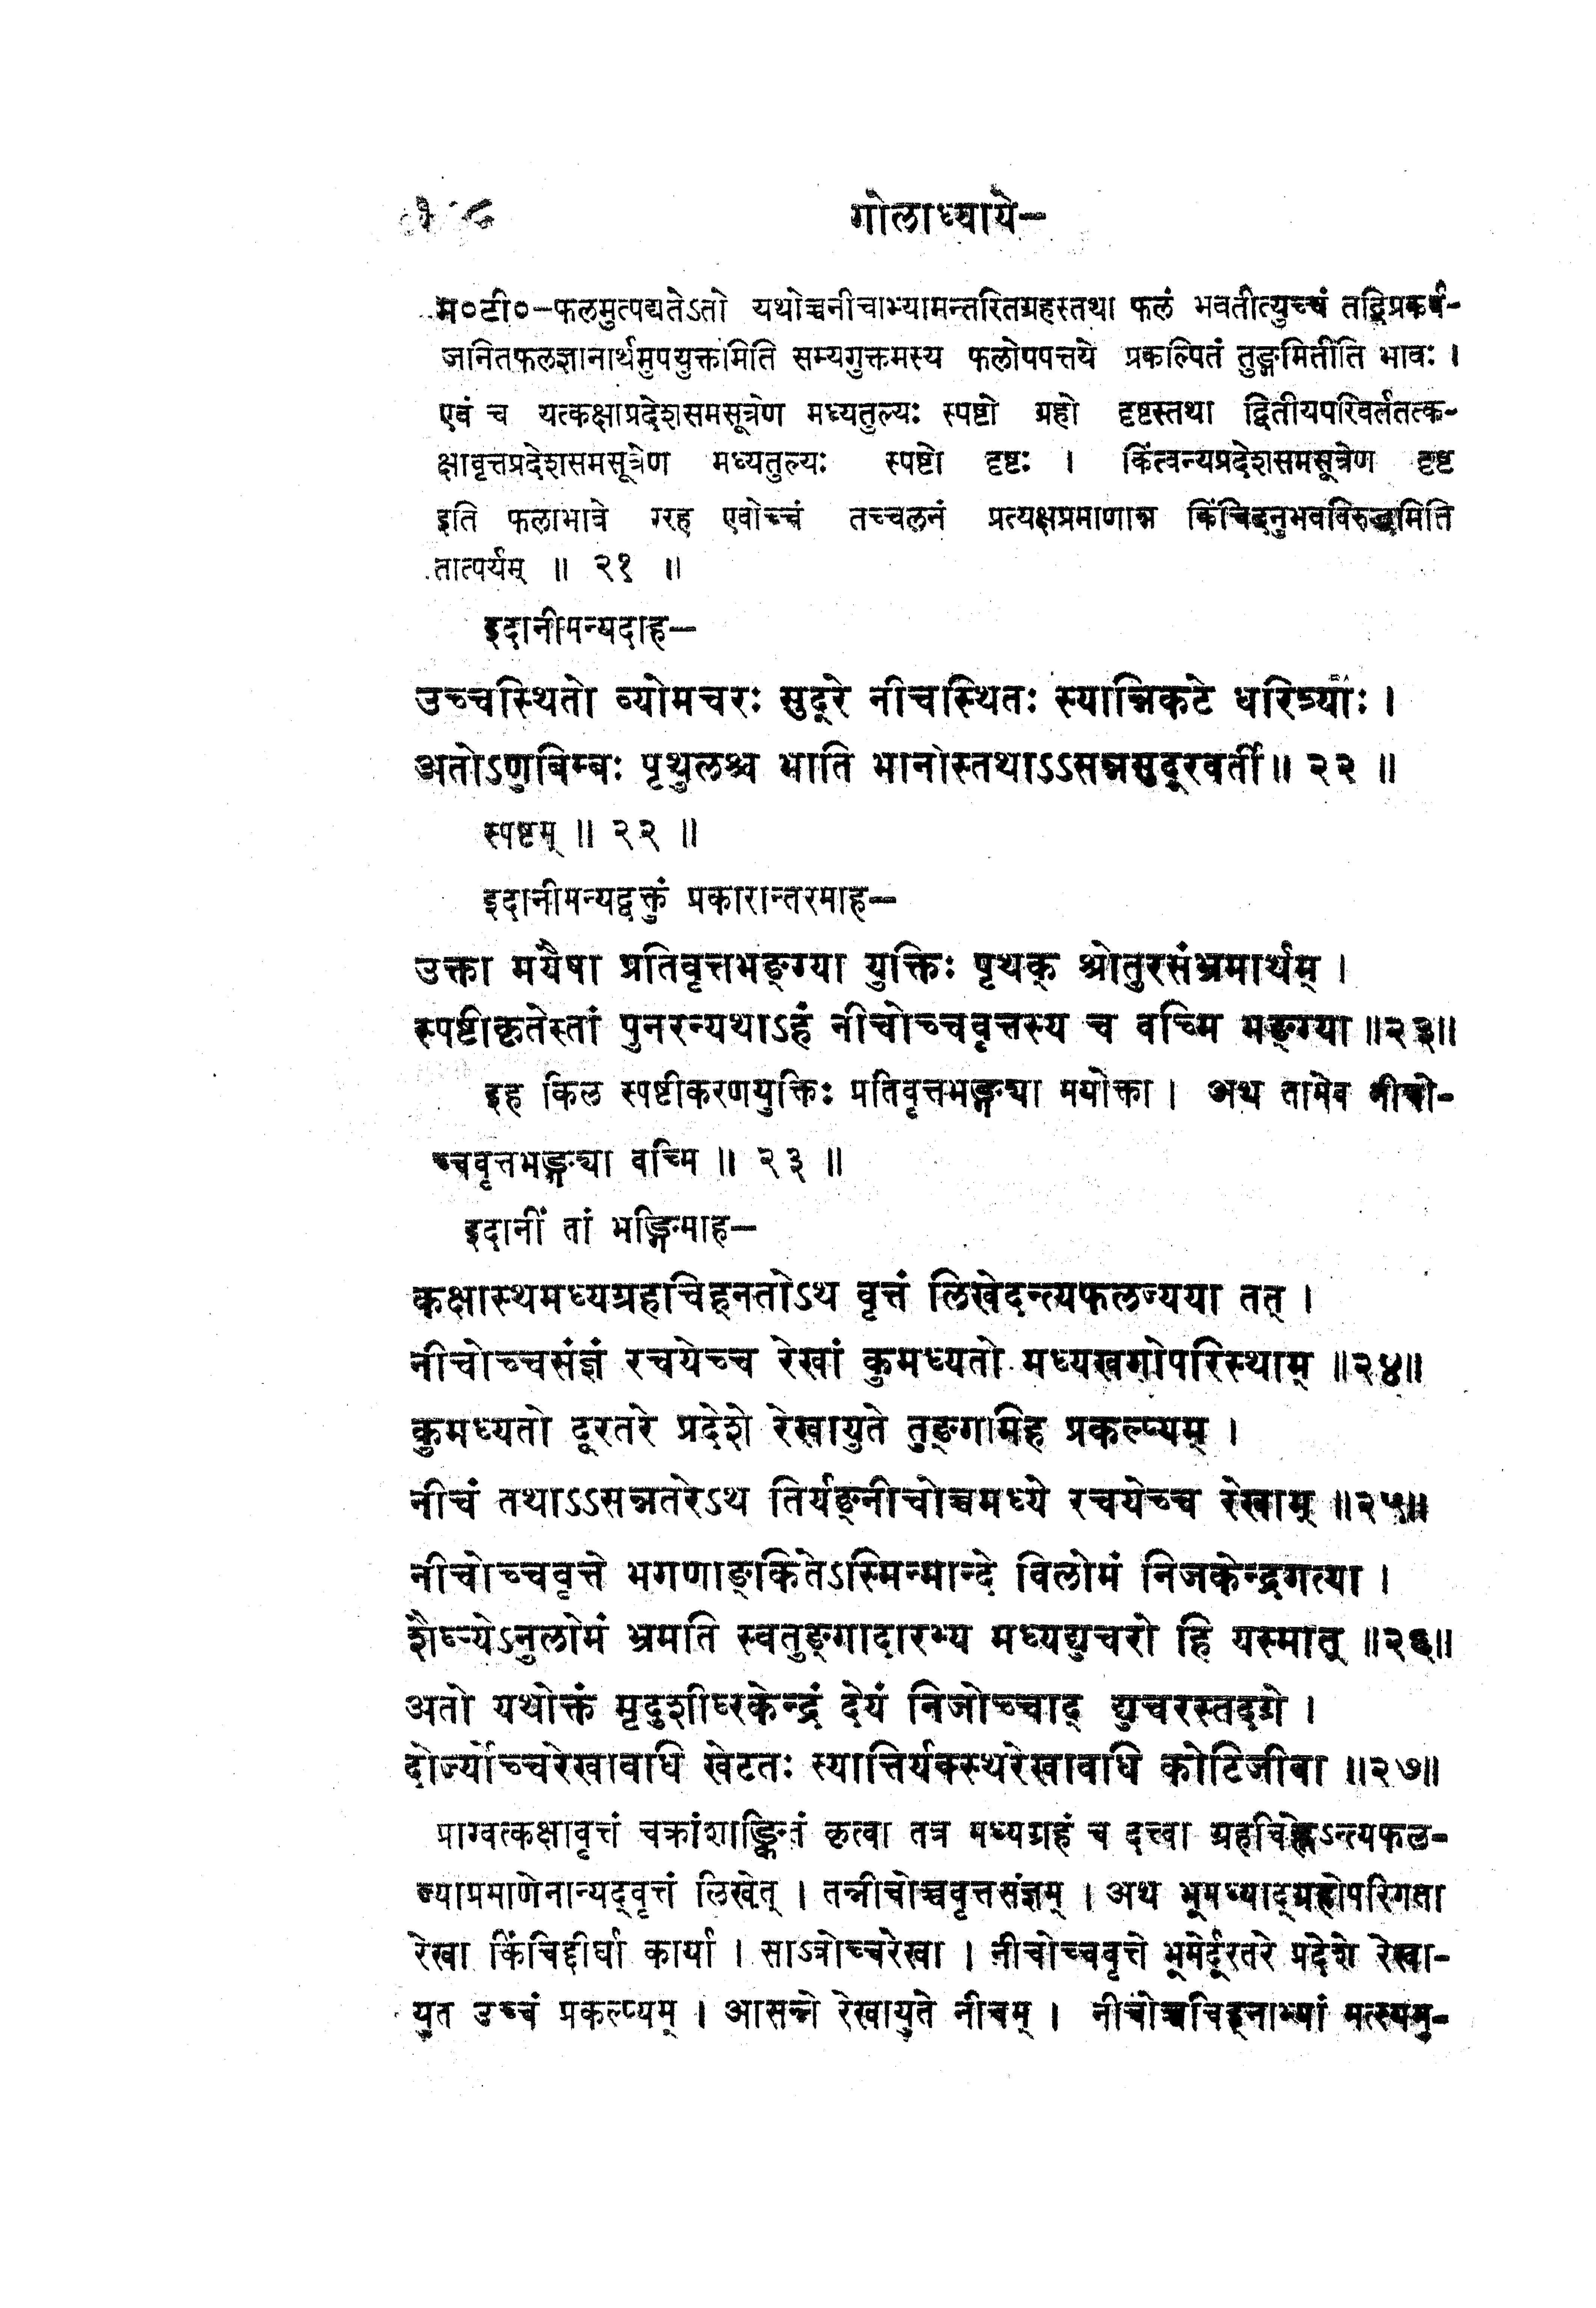 गोलाध्याये—
म०टी०—फलमुत्पद्यतेऽतो यथोच्चनीचाभ्यामन्तरितग्रहस्तथा फलं भवतीत्युच्चं तद्विप्रकर्ष-
जनितफलज्ञानार्थमुपयुक्तमिति सम्यगुक्तमस्य फलोपपत्तये प्रकल्पितं तुङ्गमितीति भावः ।
एवं च यत्कक्षाप्रदेशसमसूत्रेण मध्यतुल्यः स्पष्टो ग्रहो दृष्टस्तथा द्वितीयपरिवर्ततत्क-
क्षावृत्तप्रदेशसमसूत्रेण मध्यतुल्यः स्पष्टो दृष्टः । किंत्वन्यप्रदेशसमसूत्रेण दृष्ट
इति फलाभावे ग्रह एवोच्चं तच्चलनं प्रत्यक्षप्रमाणान्न किंचिदनुभवविरुद्धमिति
तात्पर्यम् ॥ २१ ॥
इदानीमन्यदाह—
उच्चस्थितो व्योमचरः सुदूरे नीचस्थितः स्यान्निकटे धरित्र्याः ।
अतोऽणुबिम्बः पृथुलश्च भाति भानोस्तथाऽऽसन्नसुदूरवर्ती॥ २२ ॥
स्पष्टम् ॥ २२ ॥
इदानीमन्यद्वक्तुं प्रकारान्तरमाह—
उक्ता मयैषा प्रतिवृत्तभङ्ग्या युक्तिः पृथक् श्रोतुरसंभ्रमार्थम् ।
स्पष्टीकृतेस्तां पुनरन्यथाऽहं नीचोच्चवृत्तस्य च वच्मि भङ्ग्या ॥२३॥
इह किल स्पष्टीकरणयुक्तिः प्रतिवृत्तभङ्ग्या मयोक्ता । अथ तामेव नीचो-
च्चवृत्तभङ्ग्या वच्मि ॥ २३ ॥
इदानीं तां भङ्गिमाह—
कक्षास्थमध्यग्रहचिह्नतोऽथ वृत्तं लिखेदन्त्यफलज्यया तत् ।
नीचोच्चसंज्ञं रचयेच्च रेखां कुमध्यतो मध्यखगोपरिस्थाम् ॥२४॥
कुमध्यतो दूरतरे प्रदेशे रेखायुते तुङ्गमिह प्रकल्प्यम् ।
नीचं तथाऽऽसन्नतरेऽथ तिर्यङ्नीचोच्चमध्ये रचयेच्च रेखाम् ॥२५॥
नीचोच्चवृत्ते भगणाङ्कितेऽस्मिन्मान्दे विलोमं निजकेन्द्रगत्या ।
शैघ्र्येऽनुलोमं भ्रमति स्वतुङ्गादारभ्य मध्यद्युचरो हि यस्मात् ॥२६॥
अतो यथोक्तं मृदुशीघ्रकेन्द्रं देयं निजोच्चाद् द्युचरस्तदग्रे ।
दोर्ज्योच्चरेखावधि खेटतः स्यात्तिर्यक्स्थरेखावधि कोटिजीवा ॥२७॥
प्राग्वत्कक्षावृत्तं चक्रांशाङ्कितं कृत्वा तत्र मध्यग्रहं च दत्त्वा ग्रहचिह्नेऽन्त्यफल-
ज्याप्रमाणेनान्यद्वृत्तं लिखेत् । तन्नीचोच्चवृत्तसंज्ञम् । अथ भूमध्याद्ग्रहोपरिगता
रेखा किंचिद्दीर्घा कार्या । साऽत्रोच्चरेखा । नीचोच्चवृत्ते भूमेर्दूरतरे प्रदेशे रेखा-
युत उच्चं प्रकल्प्यम् । आसन्ने रेखायुते नीचम् । नीचोच्चचिह्नाभ्यां मत्स्यमु-